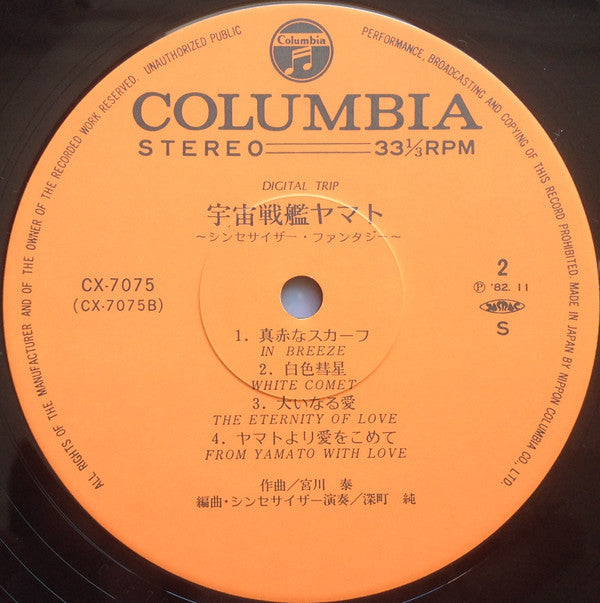 ALL RIGHTS OF THE MANUFACTURER AND OF THE OWNER OF THE RECORDED WORK RESERVED. UNAUTHORIZED PUBLIC PERFORMANCE, BROADCASTING AND COPYING OF THIS RECORD PROHIBITED. MADE IN JAPAN BY NIPPON COLUMBIA CO., LTD.
Columbia
COLUMBIA
STEREO 33⅓RPM
DIGITAL TRIP
宇宙戦艦ヤマト
〜シンセサイザー・ファンタジー〜
CX-7075
(CX-7075B)
2
Ⓟ '82. 11
JASRAC
S
1. 真赤なスカーフ
IN BREEZE
2. 白色彗星
WHITE COMET
3. 大いなる愛
THE ETERNITY OF LOVE
4. ヤマトより愛をこめて
FROM YAMATO WITH LOVE
作曲/宮川 泰
編曲・シンセサイザー演奏/深町 純